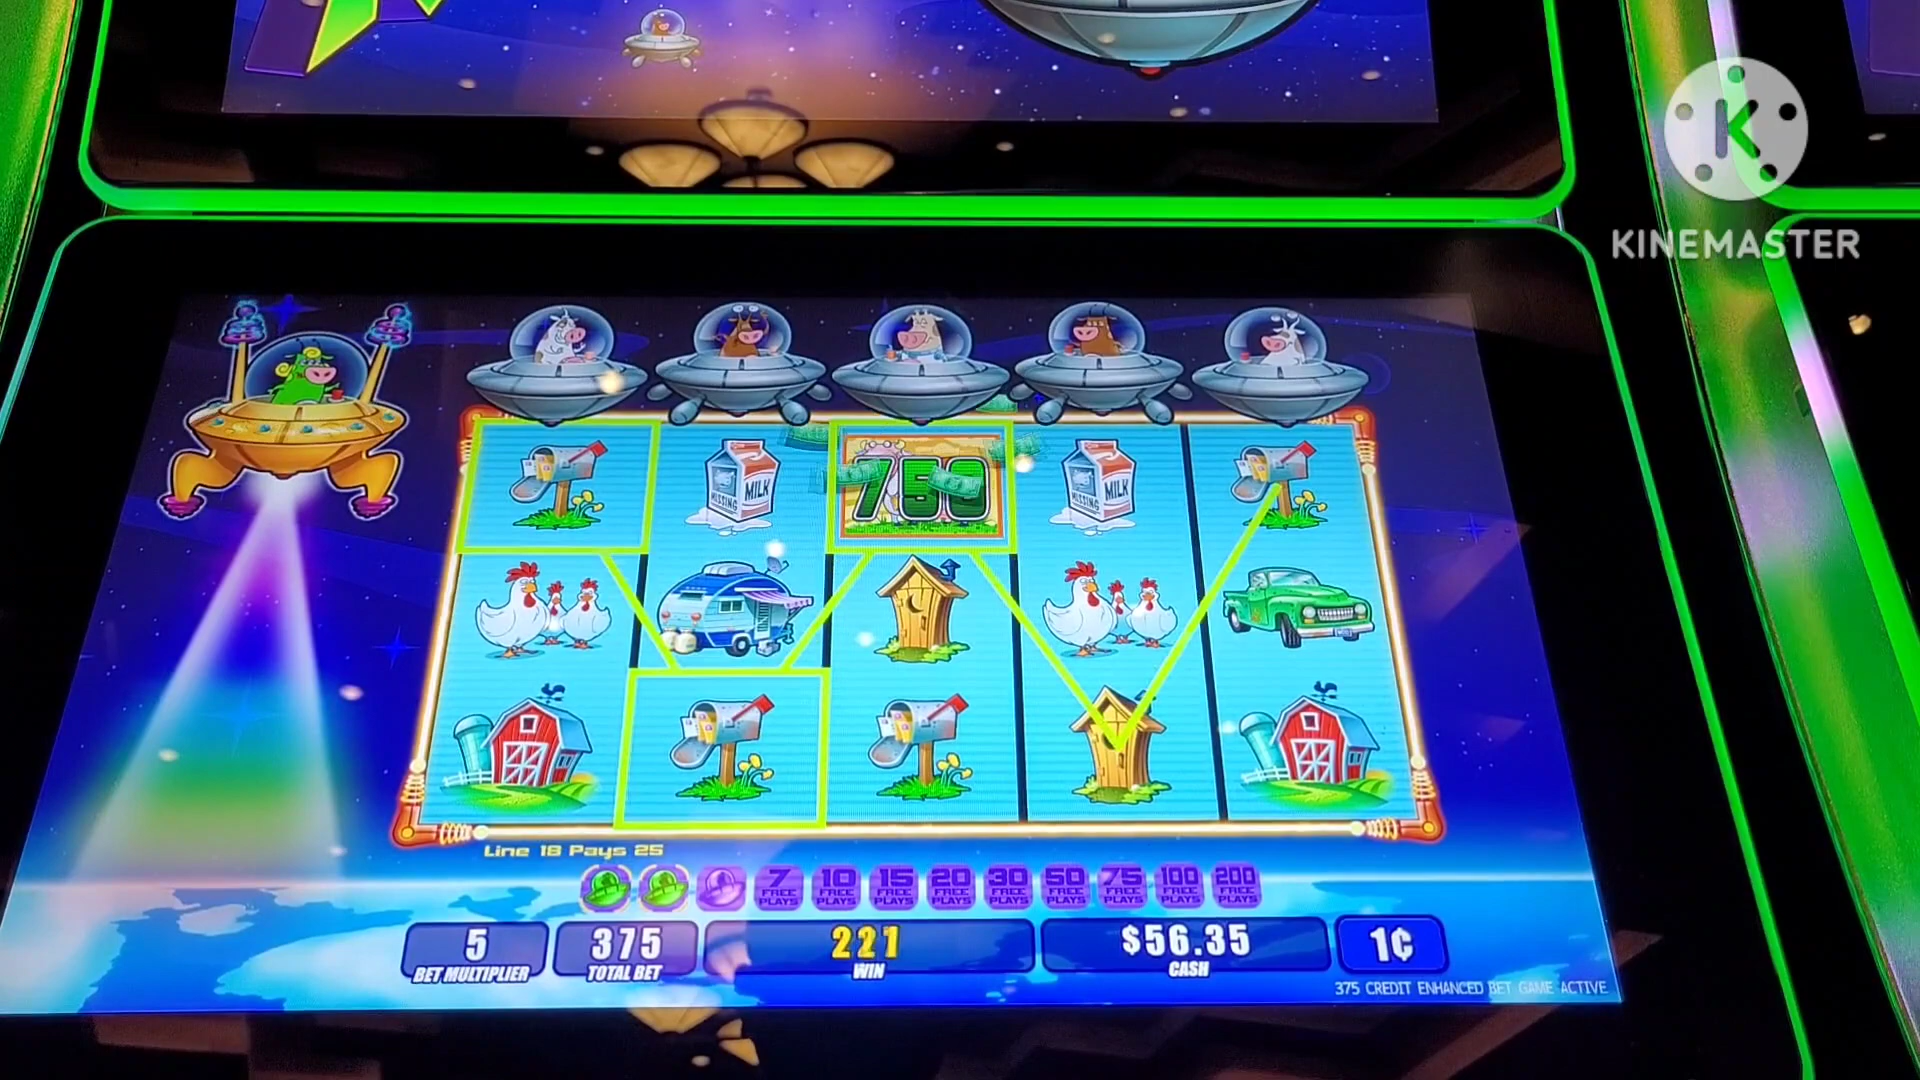 K
KINEMASTER
MISSING MILK
750
MISSING MILK
Line 18 Pays 25
7 FREE PLAYS
10 FREE PLAYS
15 FREE PLAYS
20 FREE PLAYS
30 FREE PLAYS
50 FREE PLAYS
75 FREE PLAYS
100 FREE PLAYS
200 FREE PLAYS
5
BET MULTIPLIER
375
TOTAL BET
221
WIN
$56.35
CASH
1¢
375 CREDIT ENHANCED BET GAME ACTIVE